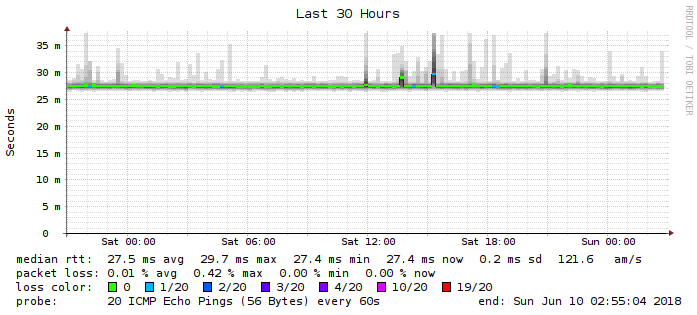 Last 30 Hours
RRDTOOL / TOBI OETIKER
Seconds
35 m
30 m
25 m
20 m
15 m
10 m
5 m
0
Sat 00:00 Sat 06:00 Sat 12:00 Sat 18:00 Sun 00:00
median rtt: 27.5 ms avg 29.7 ms max 27.4 ms min 27.4 ms now 0.2 ms sd 121.6 am/s
packet loss: 0.01 % avg 0.42 % max 0.00 % min 0.00 % now
loss color: 0 1/20 2/20 3/20 4/20 10/20 19/20
probe: 20 ICMP Echo Pings (56 Bytes) every 60s end: Sun Jun 10 02:55:04 2018